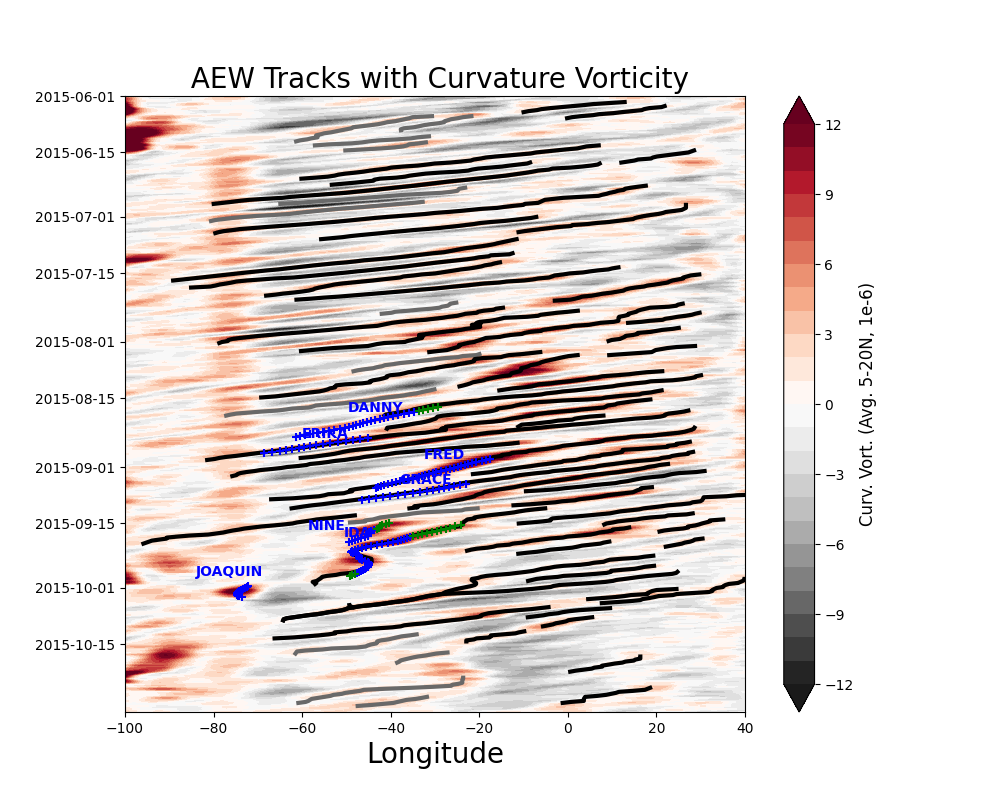 AEW Tracks with Curvature Vorticity
2015-06-01
2015-06-15
2015-07-01
2015-07-15
2015-08-01
2015-08-15
2015-09-01
2015-09-15
2015-10-01
2015-10-15
DANNY
ERIKA
FRED
GRACE
NINE
IDA
JOAQUIN
−100
−80
−60
−40
−20
0
20
40
Longitude
12
9
6
3
0
−3
−6
−9
−12
Curv. Vort. (Avg. 5-20N, 1e-6)